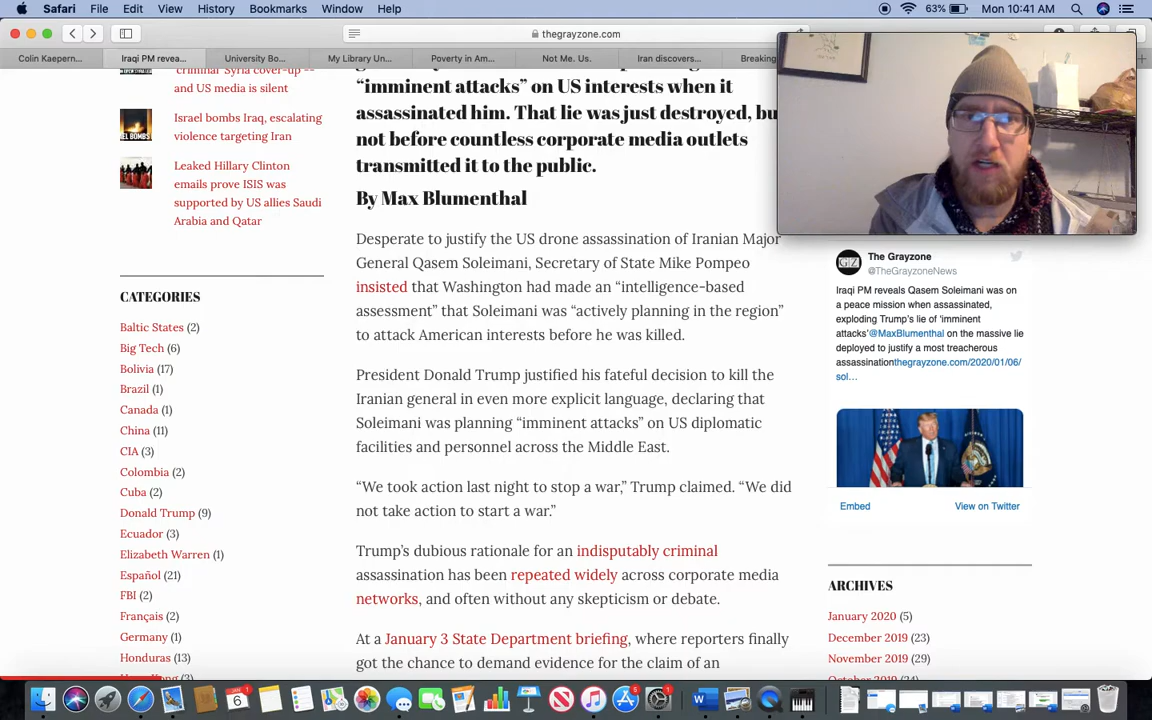 Safari File Edit View History Bookmarks Window Help
63% Mon 10:41 AM
thegrayzone.com
Colin Kaepern...
Iraqi PM revea...
University Bo...
My Library Un...
Poverty in Am...
Not Me. Us.
Iran discovers...
Breaking
criminal' Syria cover-up --
and US media is silent
Israel bombs Iraq, escalating
violence targeting Iran
Leaked Hillary Clinton
emails prove ISIS was
supported by US allies Saudi
Arabia and Qatar
CATEGORIES
Baltic States (2)
Big Tech (6)
Bolivia (17)
Brazil (1)
Canada (1)
China (11)
CIA (3)
Colombia (2)
Cuba (2)
Donald Trump (9)
Ecuador (3)
Elizabeth Warren (1)
Español (21)
FBI (2)
Français (2)
Germany (1)
Honduras (13)
“imminent attacks” on US interests when it
assassinated him. That lie was just destroyed, bu
not before countless corporate media outlets
transmitted it to the public.
By Max Blumenthal
Desperate to justify the US drone assassination of Iranian Major
General Qasem Soleimani, Secretary of State Mike Pompeo
insisted that Washington had made an “intelligence-based
assessment” that Soleimani was “actively planning in the region”
to attack American interests before he was killed.
President Donald Trump justified his fateful decision to kill the
Iranian general in even more explicit language, declaring that
Soleimani was planning “imminent attacks” on US diplomatic
facilities and personnel across the Middle East.
“We took action last night to stop a war,” Trump claimed. “We did
not take action to start a war.”
Trump’s dubious rationale for an indisputably criminal
assassination has been repeated widely across corporate media
networks, and often without any skepticism or debate.
At a January 3 State Department briefing, where reporters finally
got the chance to demand evidence for the claim of an
The Grayzone
@TheGrayzoneNews
Iraqi PM reveals Qasem Soleimani was on
a peace mission when assassinated,
exploding Trump's lie of 'imminent
attacks'@MaxBlumenthal on the massive lie
deployed to justify a most treacherous
assassinationthegrayzone.com/2020/01/06/
sol...
Embed View on Twitter
ARCHIVES
January 2020 (5)
December 2019 (23)
November 2019 (29)
JAN
6